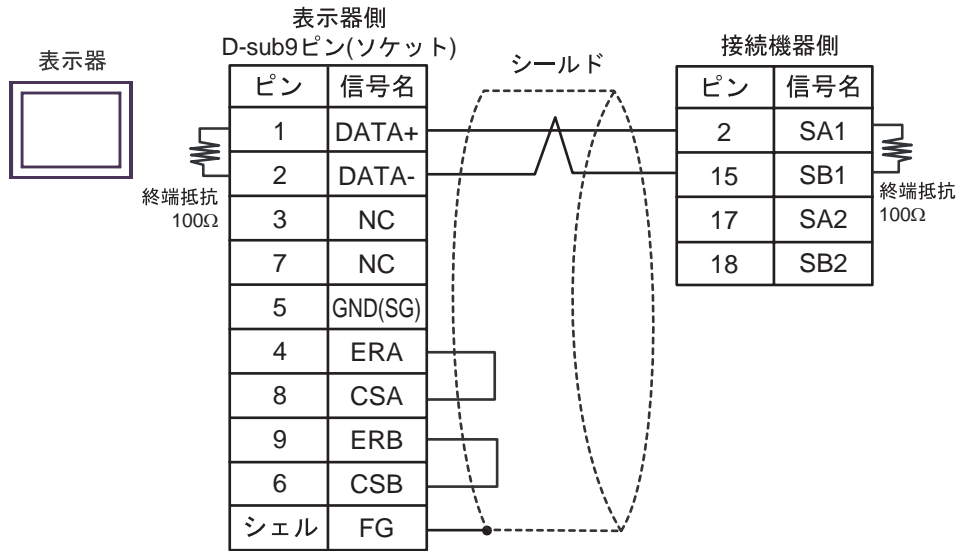 表示器
表示器側
D-sub9ピン(ソケット)
ピン 信号名
1 DATA+
2 DATA-
3 NC
7 NC
5 GND(SG)
4 ERA
8 CSA
9 ERB
6 CSB
シェル FG
終端抵抗
100Ω
シールド
接続機器側
ピン 信号名
2 SA1
15 SB1
17 SA2
18 SB2
終端抵抗
100Ω